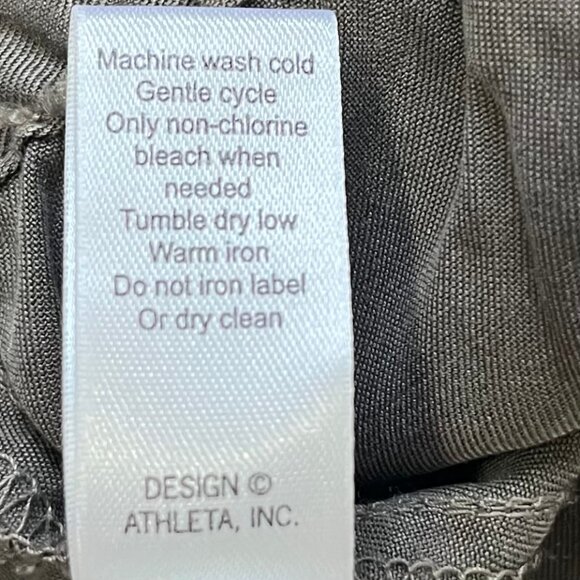 Machine wash cold
Gentle cycle
Only non-chlorine
bleach when
needed
Tumble dry low
Warm iron
Do not iron label
Or dry clean
DESIGN ©
ATHLETA, INC.